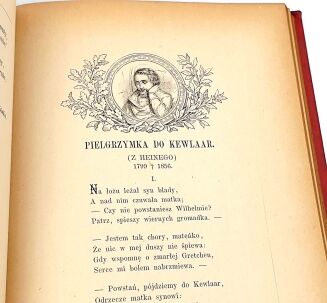 PIELGRZYMKA DO KEWLAAR.
(Z HEINEGO)
1799 † 1856.
I.
Na łożu leżał syn blady,
A nad nim czuwała matka;
— Czy nie powstaniesz Wilhelmie?
Patrz, spieszy wiernych gromadka.
— Jestem tak chory, mateńko,
Że nic w mej duszy nie śpiewa:
Gdy wspomnę o zmarłej Gretchen,
Serce mi bolem nabrzmiewa. —
— Powstań, pójdziemy do Kewlaar,
Odrzecze matka synowi: